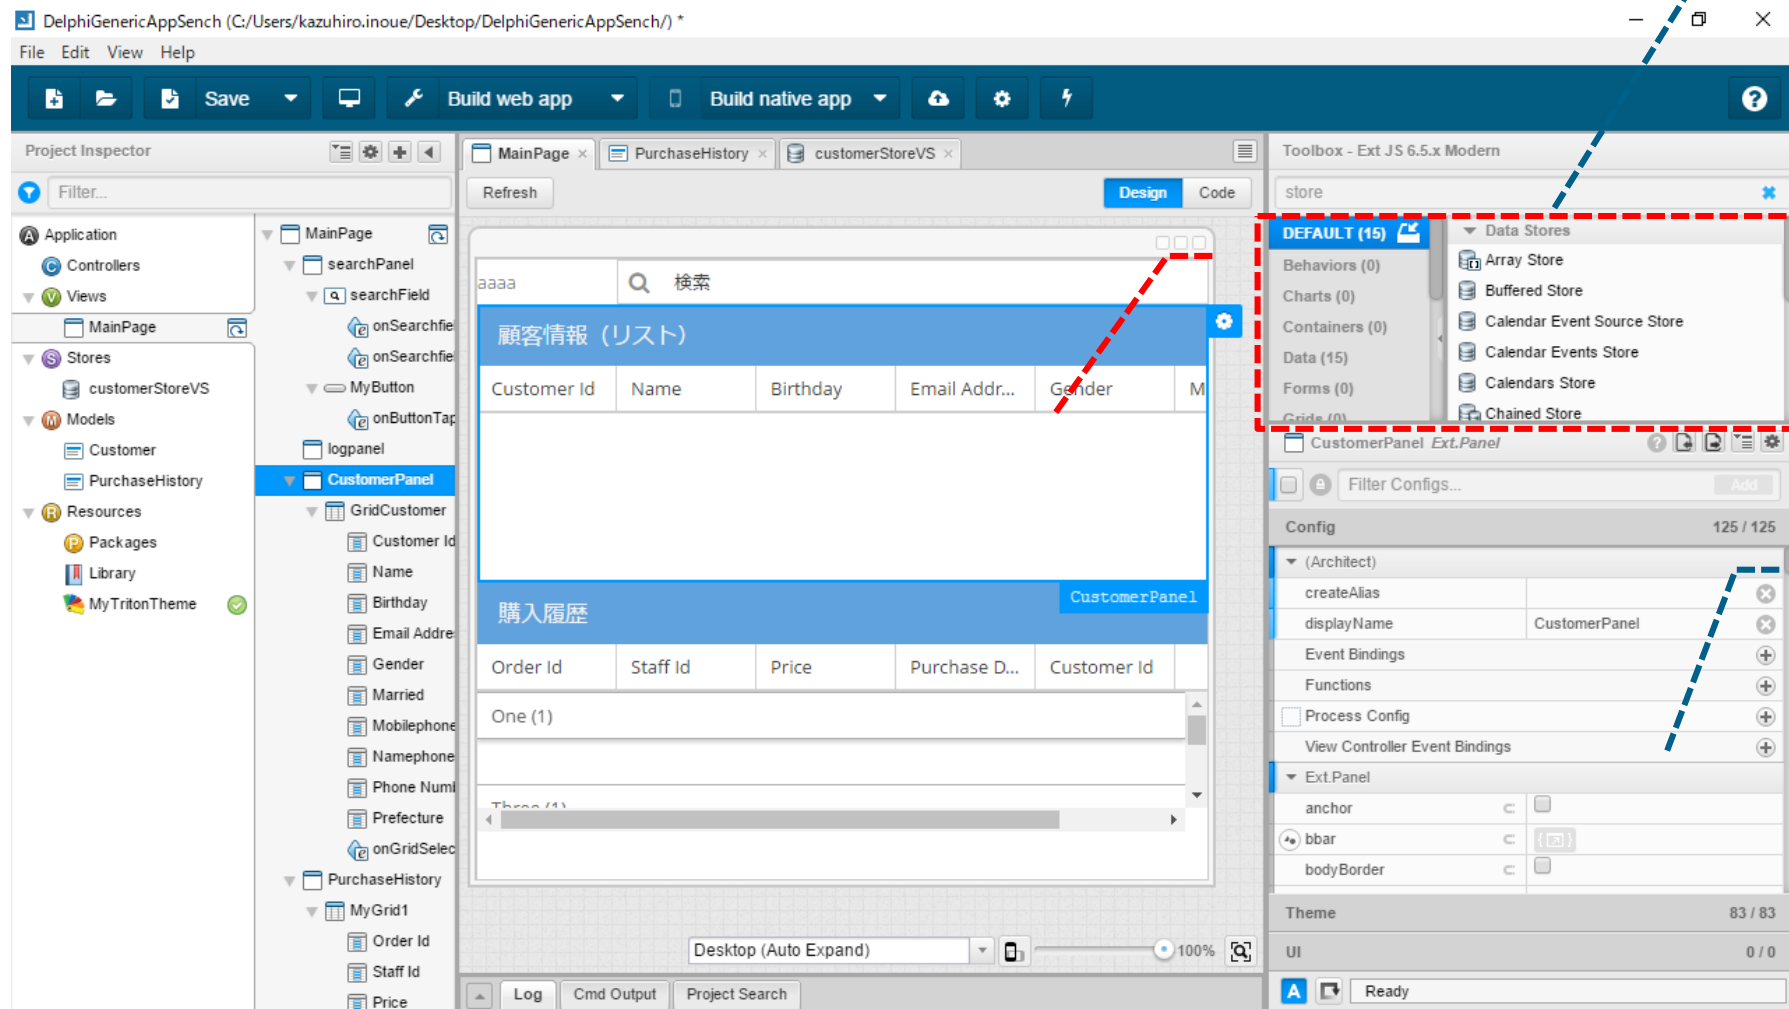 DelphiGenericAppSench (C:/Users/kazuhiro.inoue/Desktop/DelphiGenericAppSench/) *
File Edit View Help
Save
Build web app
Build native app
Project Inspector
Filter...
Application
Controllers
Views
MainPage
Stores
customerStoreVS
Models
Customer
PurchaseHistory
Resources
Packages
Library
MyTritonTheme
MainPage
searchPanel
searchField
onSearchfie
onSearchfie
MyButton
onButtonTap
logpanel
CustomerPanel
GridCustomer
Customer Id
Name
Birthday
Email Addre
Gender
Married
Mobilephone
Namephone
Phone Numl
Prefecture
onGridSelec
PurchaseHistory
MyGrid1
Order Id
Staff Id
Price
MainPage
PurchaseHistory
customerStoreVS
Refresh
Design Code
aaaa
検索
顧客情報（リスト）
Customer Id Name Birthday Email Addr... Gender M
CustomerPanel
購入履歴
Order Id Staff Id Price Purchase D... Customer Id
One (1)
Three (1)
Desktop (Auto Expand)
100%
Log Cmd Output Project Search
Toolbox - Ext JS 6.5.x Modern
store
DEFAULT (15)
Behaviors (0)
Charts (0)
Containers (0)
Data (15)
Forms (0)
Grids (0)
Data Stores
Array Store
Buffered Store
Calendar Event Source Store
Calendar Events Store
Calendars Store
Chained Store
CustomerPanel Ext.Panel
Filter Configs...
Add
Config 125 / 125
(Architect)
createAlias
displayName CustomerPanel
Event Bindings
Functions
Process Config
View Controller Event Bindings
Ext.Panel
anchor
bbar
bodyBorder
Theme 83 / 83
UI 0 / 0
Ready